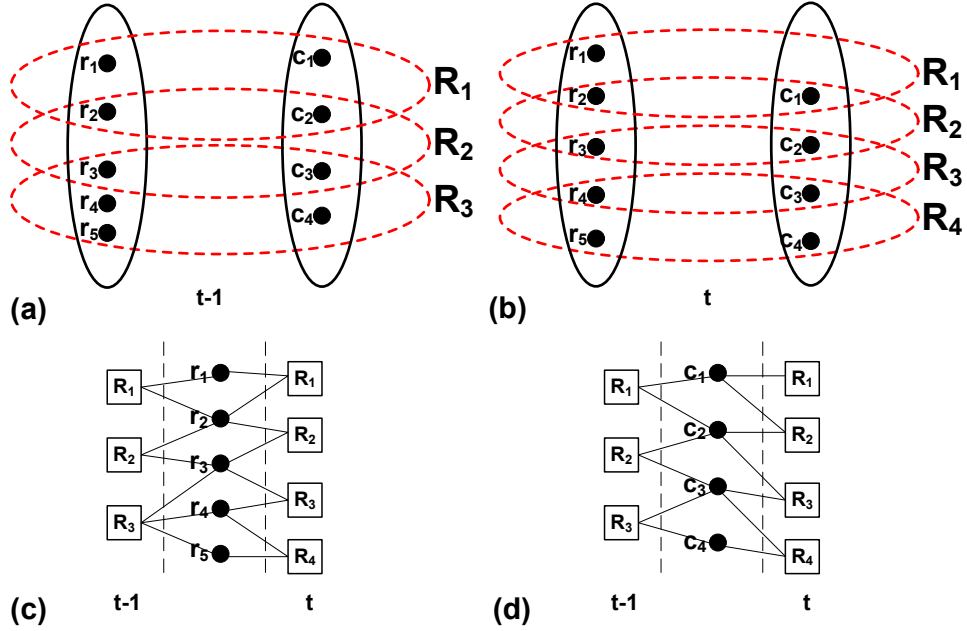 r1 c1 R1
r2 c2 R2
r3 c3 R3
r4 c4
r5
(a) t-1
r1 R1
r2 c1 R2
r3 c2 R3
r4 c3 R4
r5 c4
(b) t
R1 r1 R1
r2
R2 r3 R2
R3 r4 R3
r5 R4
(c) t-1 t
R1 c1 R1
c2 R2
R2 c3 R3
R3 c4 R4
(d) t-1 t